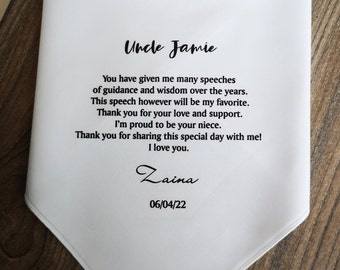 Uncle Jamie
You have given me many speeches
of guidance and wisdom over the years.
This speech however will be my favorite.
Thank you for your love and support.
I'm proud to be your niece.
Thank you for sharing this special day with me!
I love you.
Zaina
06/04/22